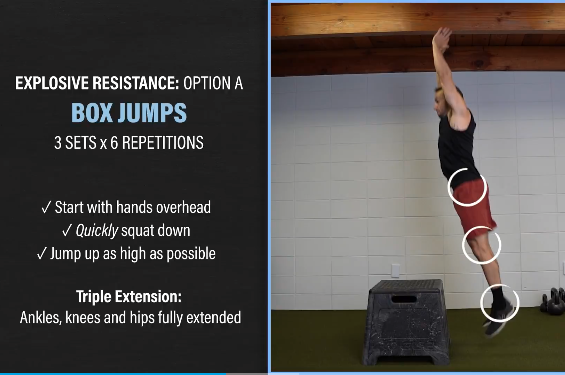 EXPLOSIVE RESISTANCE: OPTION A
BOX JUMPS
3 SETS x 6 REPETITIONS
✓ Start with hands overhead
✓ Quickly squat down
✓ Jump up as high as possible
Triple Extension:
Ankles, knees and hips fully extended